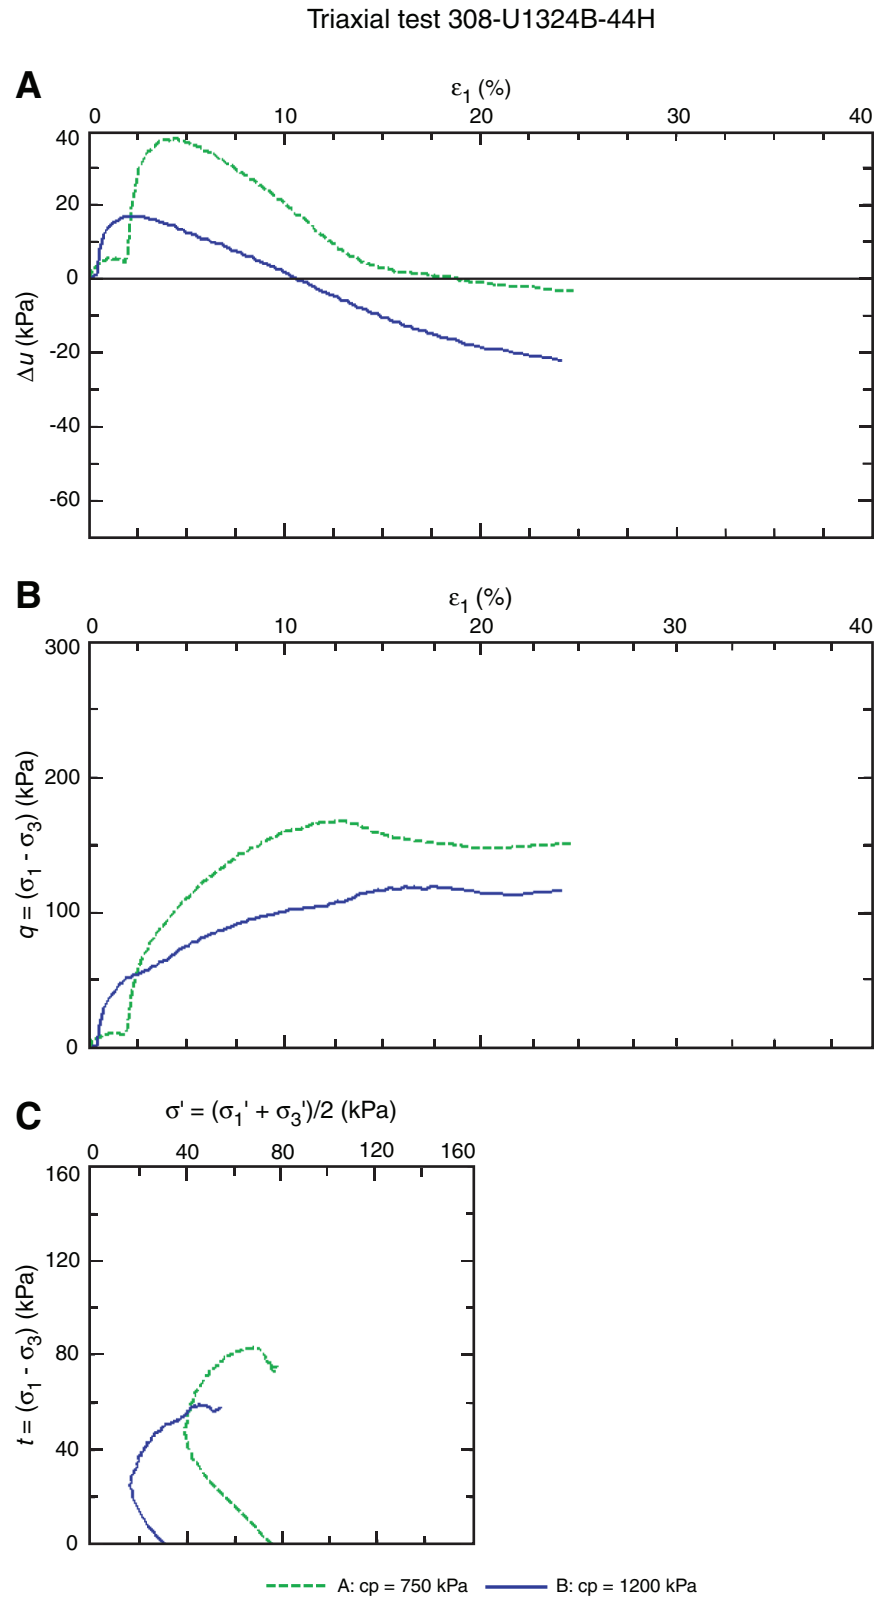 Triaxial test 308-U1324B-44H
A
ε1 (%)
0 10 20 30 40
40
20
0
-20
-40
-60
Δu (kPa)
B
ε1 (%)
0 10 20 30 40
300
200
100
0
q = (σ1 - σ3) (kPa)
C
σ' = (σ1' + σ3')/2 (kPa)
0 40 80 120 160
160
120
80
40
0
t = (σ1 - σ3) (kPa)
A: cp = 750 kPa B: cp = 1200 kPa